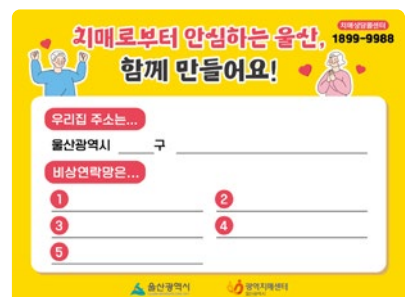 치매로부터 안심하는 울산,
치매상담콜센터
1899-9988
함께 만들어요!
우리집 주소는...
울산광역시 구
비상연락망은...
1 2
3 4
5
울산광역시 광역치매센터